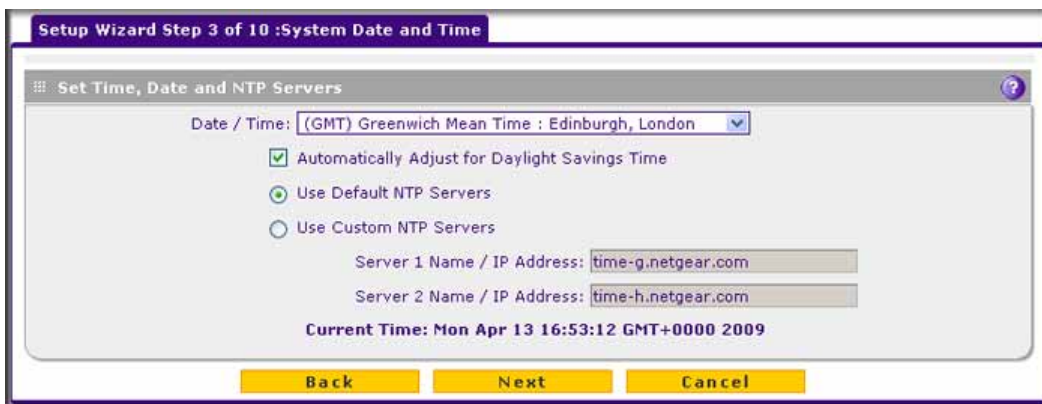 Setup Wizard Step 3 of 10 :System Date and Time
Set Time, Date and NTP Servers
?
Date / Time: (GMT) Greenwich Mean Time : Edinburgh, London
Automatically Adjust for Daylight Savings Time
Use Default NTP Servers
Use Custom NTP Servers
Server 1 Name / IP Address: time-g.netgear.com
Server 2 Name / IP Address: time-h.netgear.com
Current Time: Mon Apr 13 16:53:12 GMT+0000 2009
Back Next Cancel